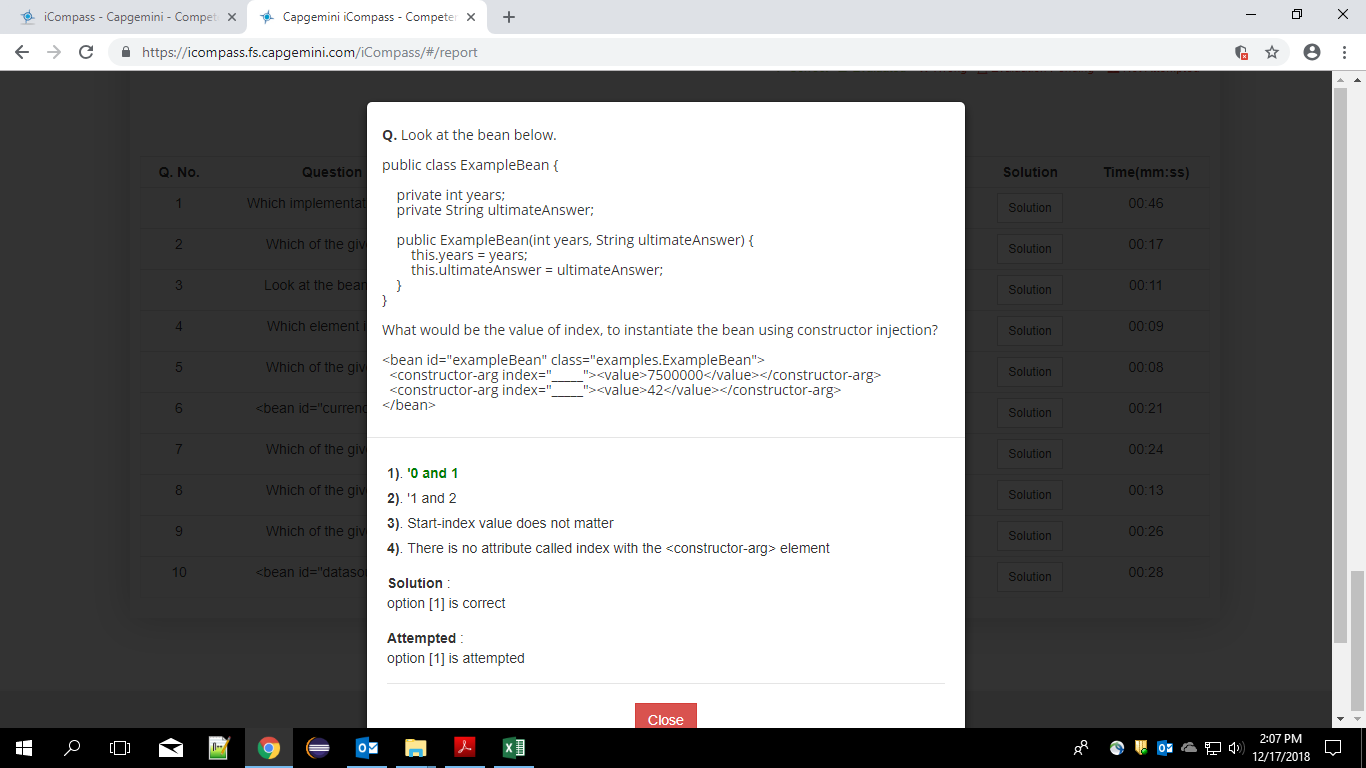 iCompass - Capgemini - Compet
Capgemini iCompass - Competen
https://icompass.fs.capgemini.com/iCompass/#/report
Q. No. Question Solution Time(mm:ss)
1 Which implementat Solution 00:46
2 Which of the giv Solution 00:17
3 Look at the bean Solution 00:11
4 Which element i Solution 00:09
5 Which of the giv Solution 00:08
6 <bean id="currenc Solution 00:21
7 Which of the giv Solution 00:24
8 Which of the giv Solution 00:13
9 Which of the giv Solution 00:26
10 <bean id="dataso Solution 00:28
Q. Look at the bean below.
public class ExampleBean {
private int years;
private String ultimateAnswer;
public ExampleBean(int years, String ultimateAnswer) {
this.years = years;
this.ultimateAnswer = ultimateAnswer;
}
}
What would be the value of index, to instantiate the bean using constructor injection?
<bean id="exampleBean" class="examples.ExampleBean">
<constructor-arg index="_____"><value>7500000</value></constructor-arg>
<constructor-arg index="_____"><value>42</value></constructor-arg>
</bean>
1). '0 and 1
2). '1 and 2
3). Start-index value does not matter
4). There is no attribute called index with the <constructor-arg> element
Solution :
option [1] is correct
Attempted :
option [1] is attempted
Close
2:07 PM
12/17/2018